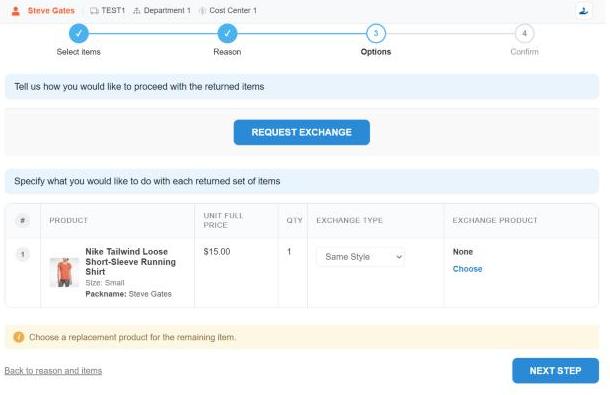 Steve Gates TEST1 Department 1 Cost Center 1
3 4
Select items Reason Options Confirm
Tell us how you would like to proceed with the returned items
REQUEST EXCHANGE
Specify what you would like to do with each returned set of items
# PRODUCT UNIT FULL PRICE QTY EXCHANGE TYPE EXCHANGE PRODUCT
1 Nike Tailwind Loose $15.00 1 Same Style None
Short-Sleeve Running
Shirt
Choose
Size: Small
Packname: Steve Gates
Choose a replacement product for the remaining item.
Back to reason and items NEXT STEP